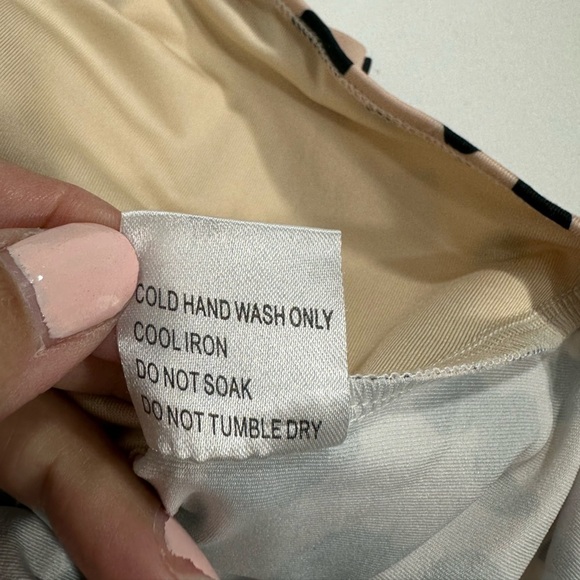 COLD HAND WASH ONLY
COOL IRON
DO NOT SOAK
DO NOT TUMBLE DRY